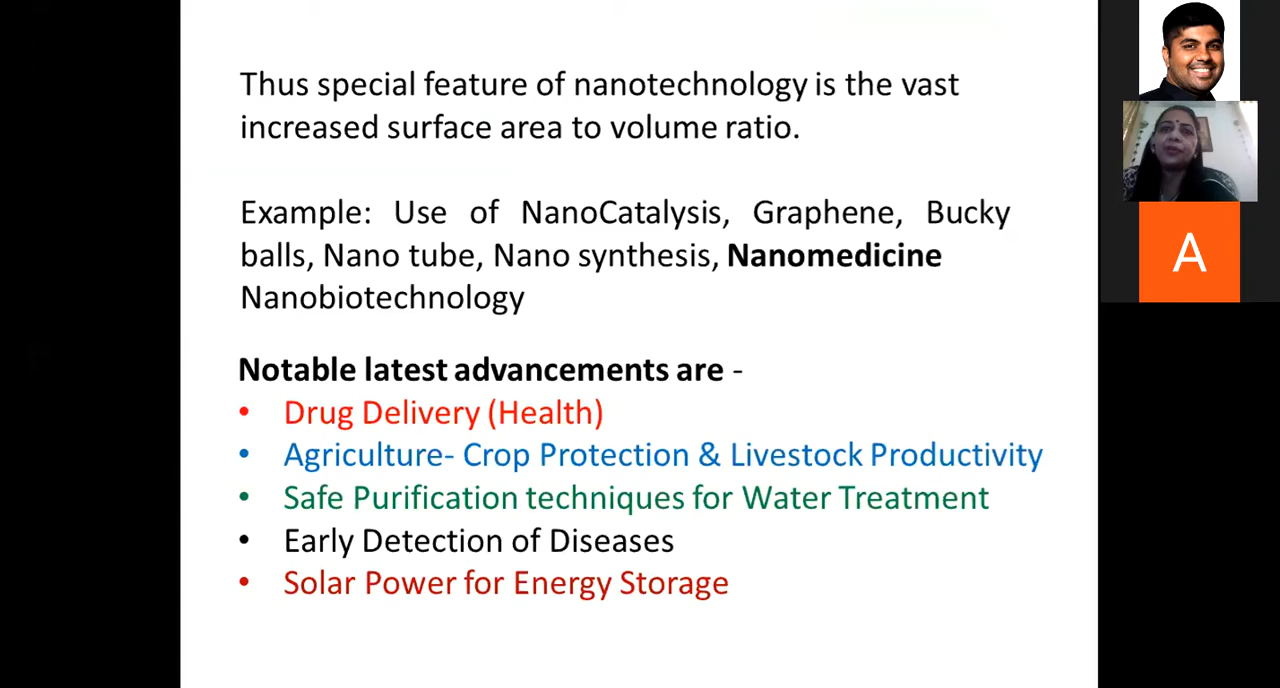 Thus special feature of nanotechnology is the vast
increased surface area to volume ratio.
Example: Use of NanoCatalysis, Graphene, Bucky
balls, Nano tube, Nano synthesis, Nanomedicine
Nanobiotechnology
Notable latest advancements are -
• Drug Delivery (Health)
• Agriculture- Crop Protection & Livestock Productivity
• Safe Purification techniques for Water Treatment
• Early Detection of Diseases
• Solar Power for Energy Storage
A